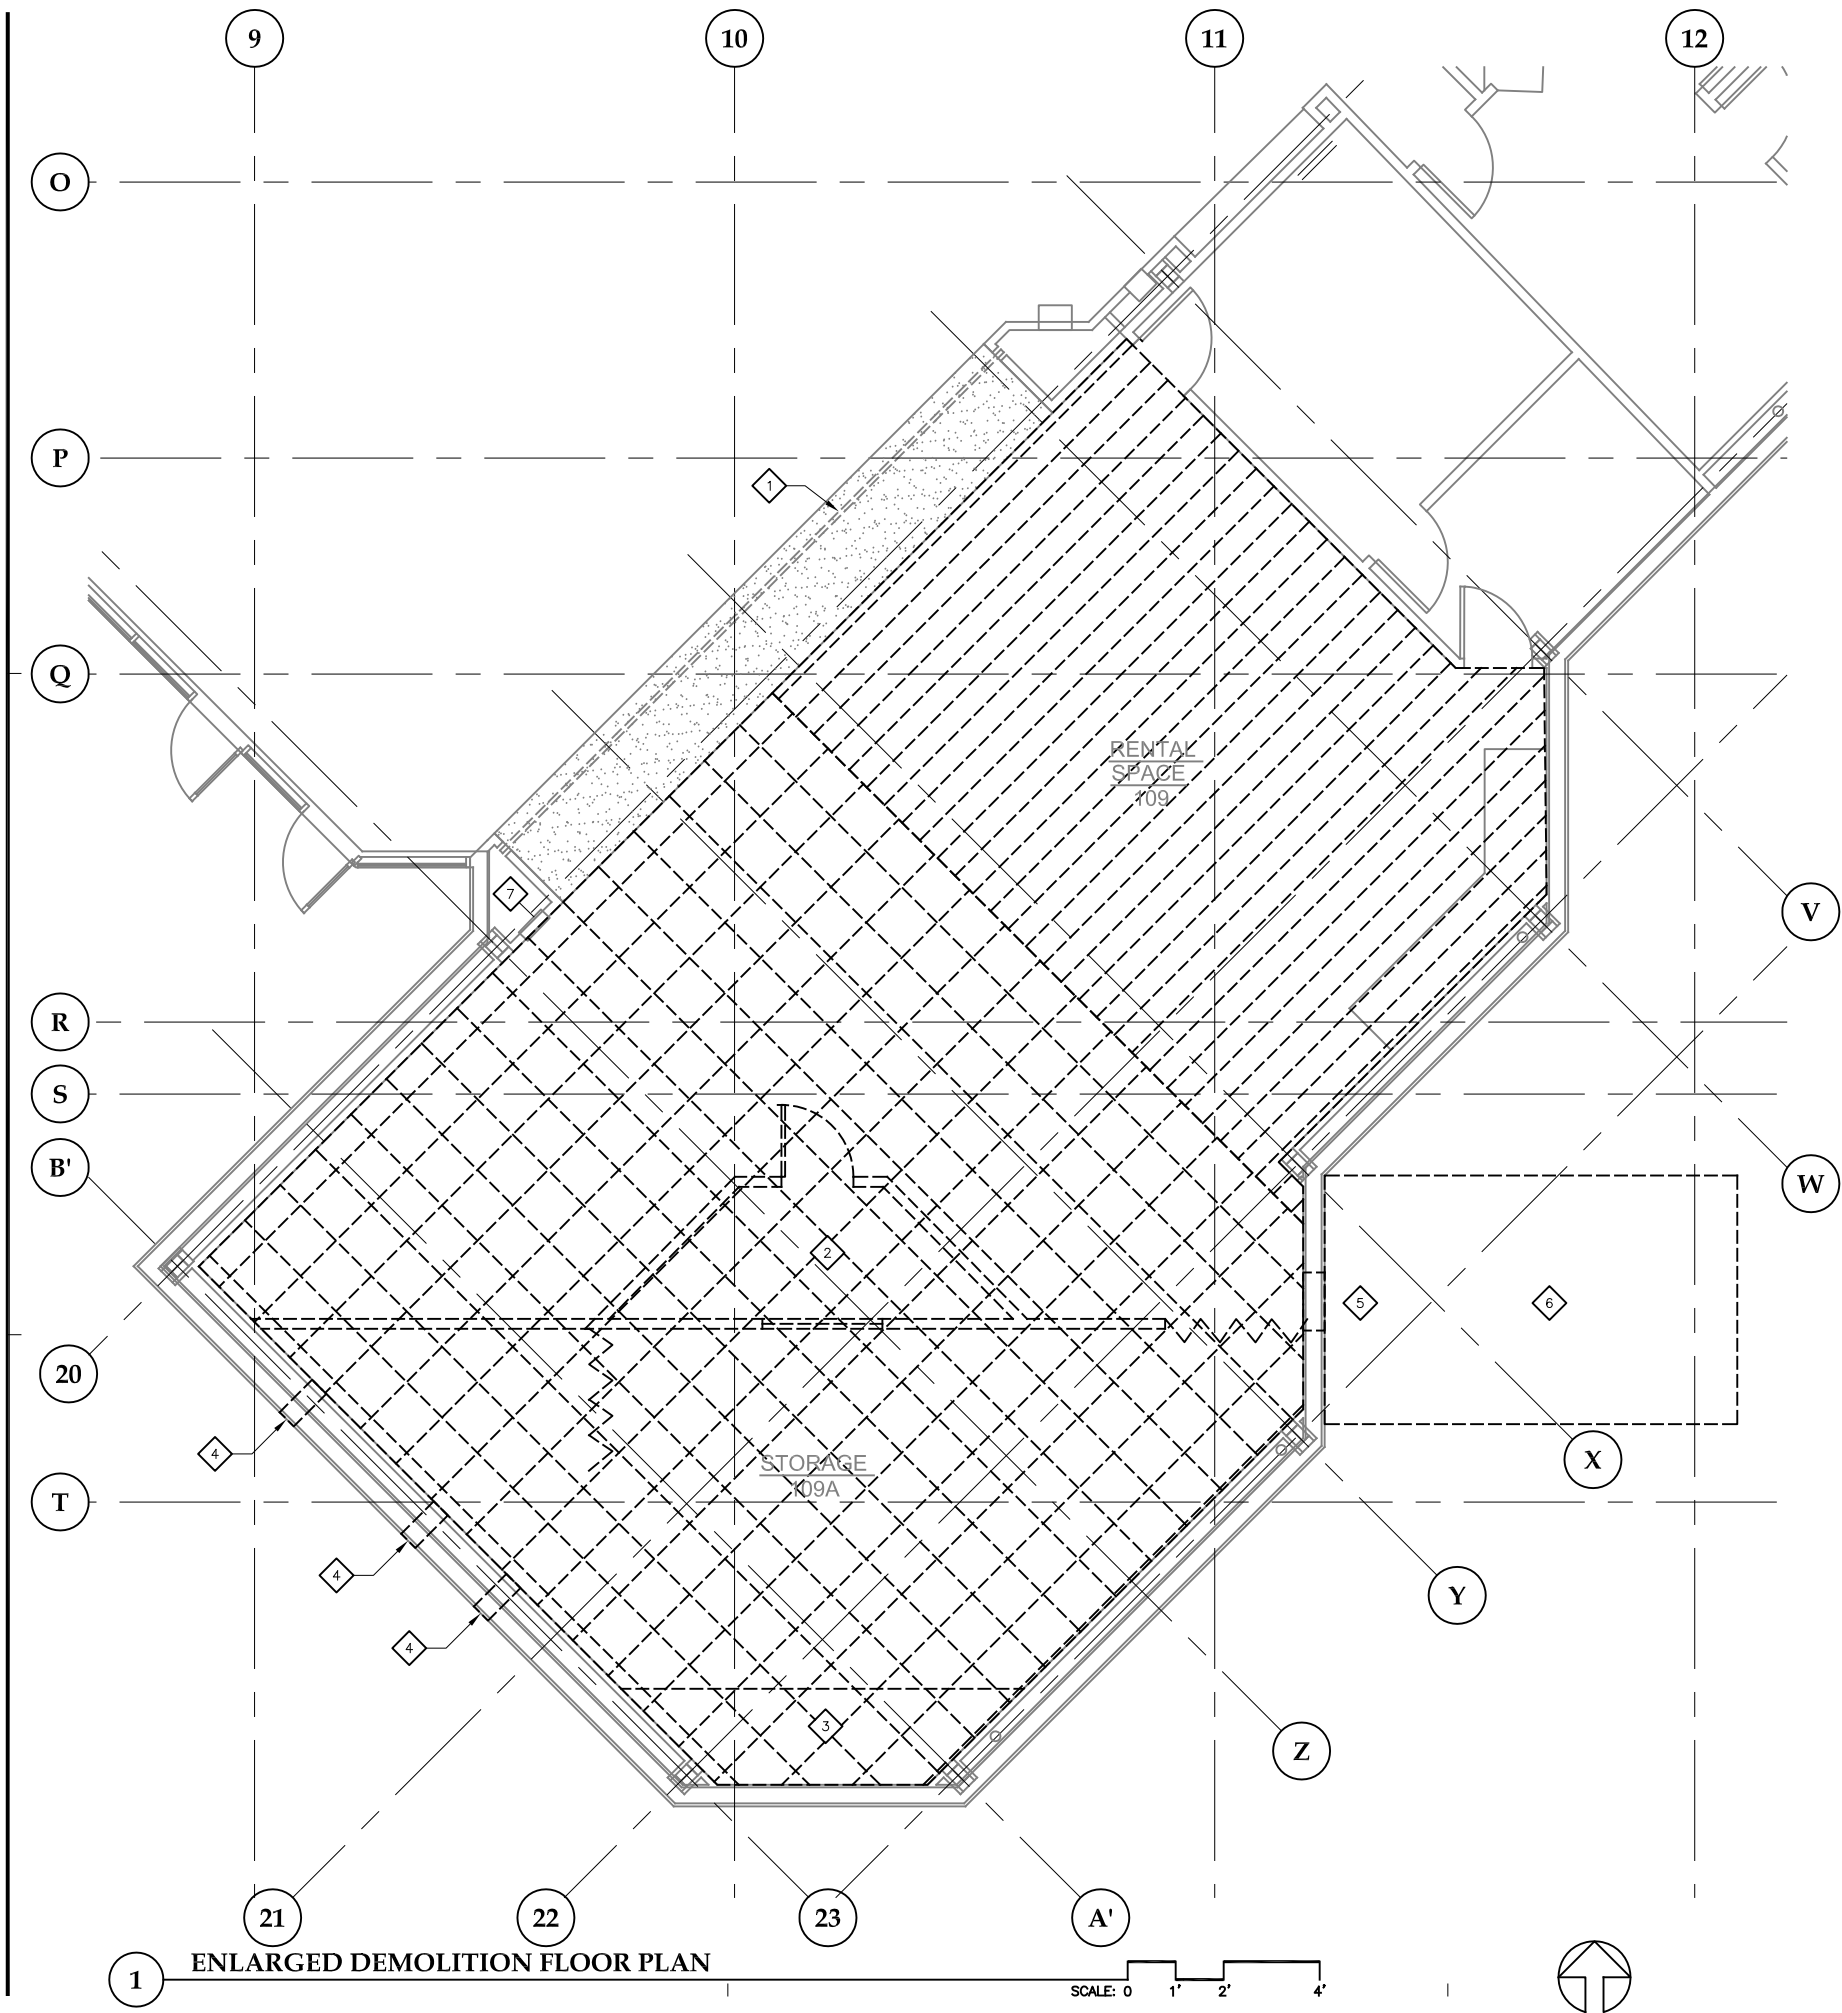 9
10
11
12
O
P
1
Q
RENTAL
SPACE
109
7
V
R
S
B'
W
2
5
6
20
4
STORAGE
109A
X
T
4
Y
4
3
Z
21
22
23
A'
1
ENLARGED DEMOLITION FLOOR PLAN
SCALE: 0 1' 2' 4'